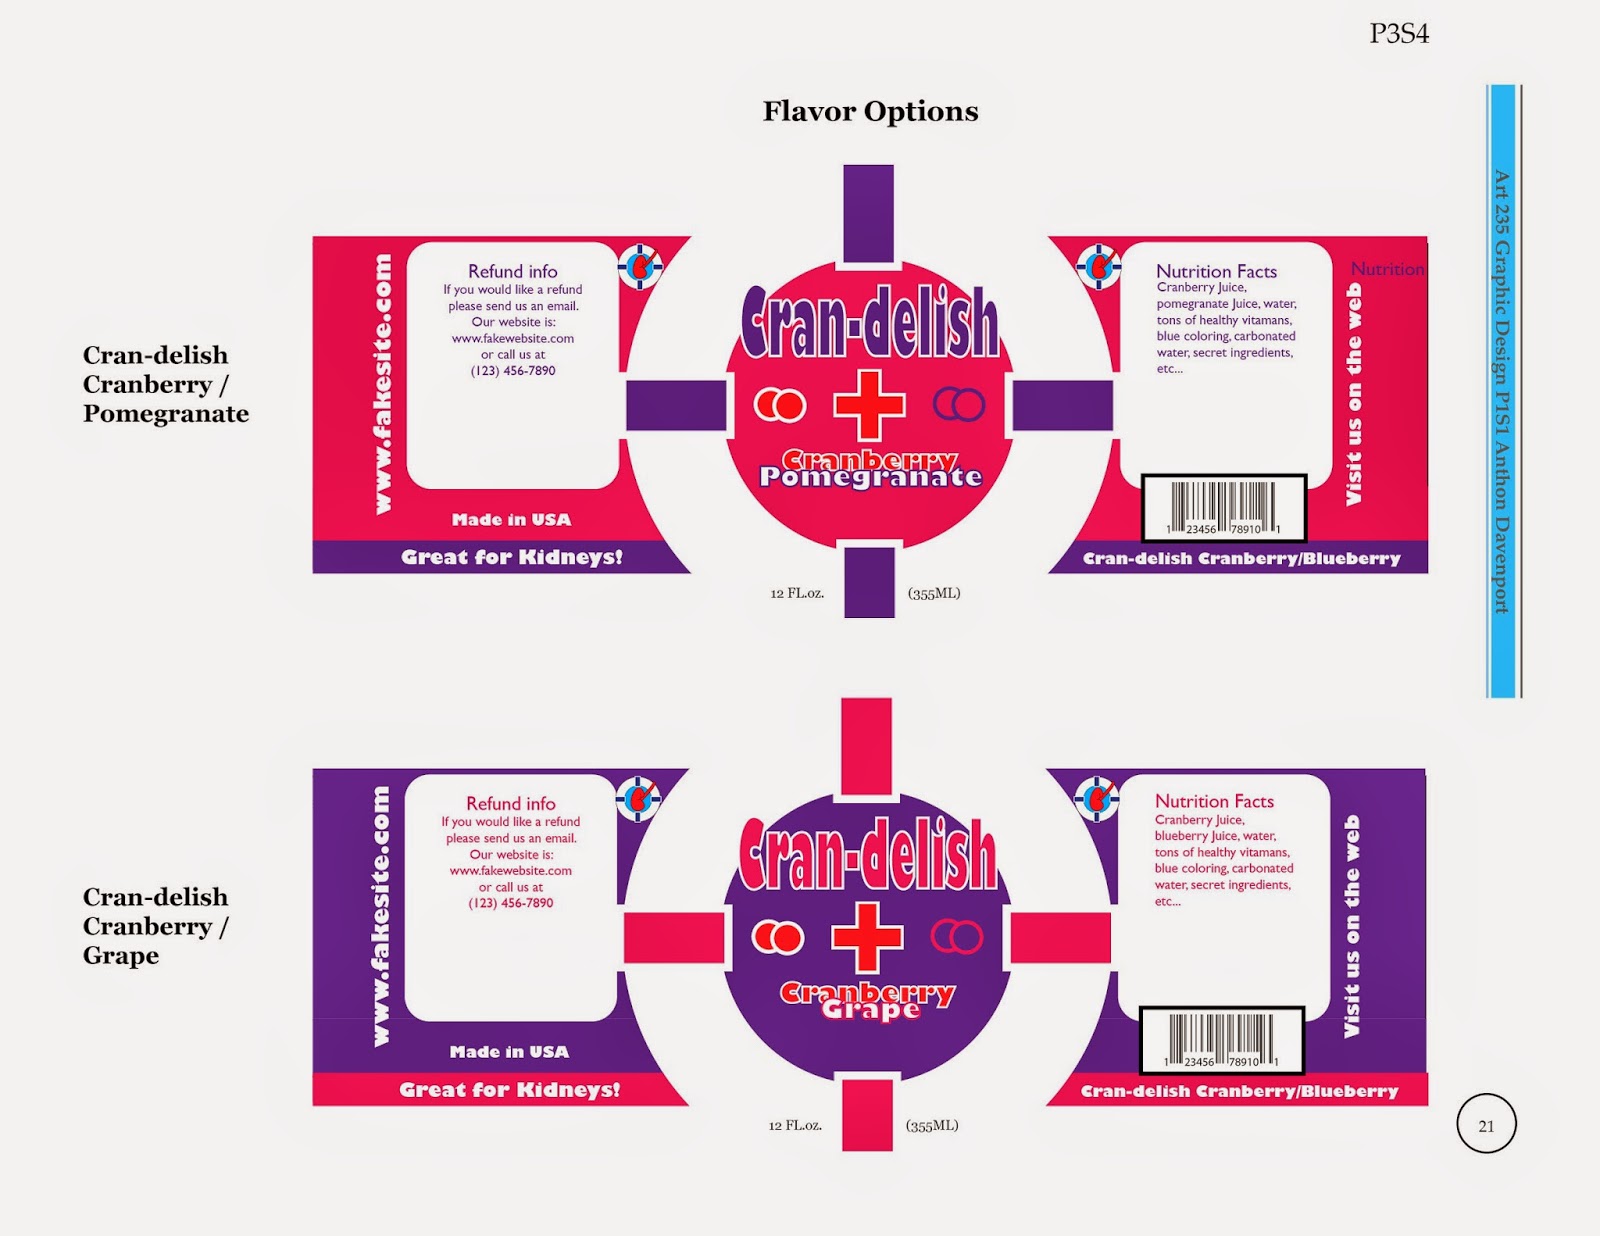 P3S4
Flavor Options
Art 235 Graphic Design P1S1 Anthon Davenport
Cran-delish
Cranberry /
Pomegranate
www.fakesite.com
Refund info
If you would like a refund
please send us an email.
Our website is:
www.fakewebsite.com
or call us at
(123) 456-7890
Made in USA
Great for Kidneys!
Cran-delish
Cranberry
Pomegranate
12 FL.oz.
(355ML)
Nutrition Facts
Cranberry Juice,
pomegranate Juice, water,
tons of healthy vitamans,
blue coloring, carbonated
water, secret ingredients,
etc...
Nutrition
Visit us on the web
1 23456 78910 1
Cran-delish Cranberry/Blueberry
Cran-delish
Cranberry /
Grape
www.fakesite.com
Refund info
If you would like a refund
please send us an email.
Our website is:
www.fakewebsite.com
or call us at
(123) 456-7890
Made in USA
Great for Kidneys!
Cran-delish
Cranberry
Grape
12 FL.oz.
(355ML)
Nutrition Facts
Cranberry Juice,
blueberry Juice, water,
tons of healthy vitamans,
blue coloring, carbonated
water, secret ingredients,
etc...
Visit us on the web
1 23456 78910 1
Cran-delish Cranberry/Blueberry
21